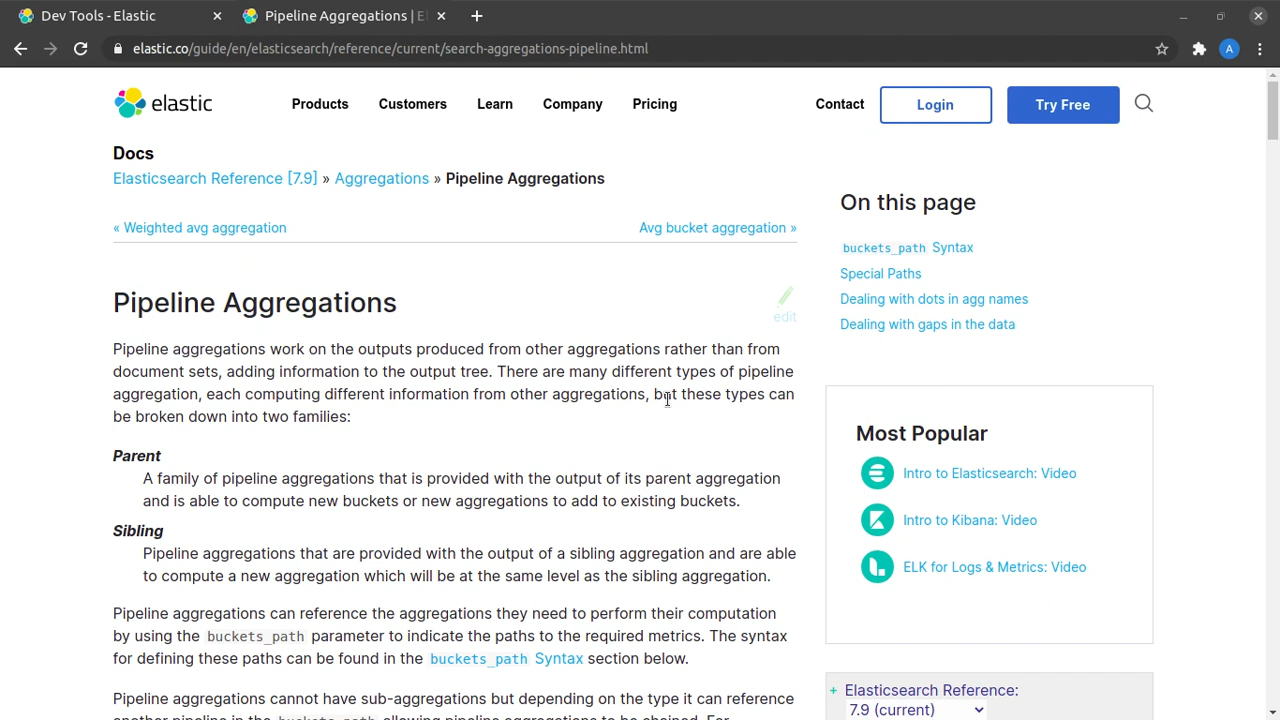 Dev Tools - Elastic
Pipeline Aggregations | E
elastic.co/guide/en/elasticsearch/reference/current/search-aggregations-pipeline.html
A
elastic
Products
Customers
Learn
Company
Pricing
Contact
Login
Try Free
Docs
Elasticsearch Reference [7.9] » Aggregations » Pipeline Aggregations
« Weighted avg aggregation
Avg bucket aggregation »
Pipeline Aggregations
edit
Pipeline aggregations work on the outputs produced from other aggregations rather than from
document sets, adding information to the output tree. There are many different types of pipeline
aggregation, each computing different information from other aggregations, but these types can
be broken down into two families:
Parent
A family of pipeline aggregations that is provided with the output of its parent aggregation
and is able to compute new buckets or new aggregations to add to existing buckets.
Sibling
Pipeline aggregations that are provided with the output of a sibling aggregation and are able
to compute a new aggregation which will be at the same level as the sibling aggregation.
Pipeline aggregations can reference the aggregations they need to perform their computation
by using the buckets_path parameter to indicate the paths to the required metrics. The syntax
for defining these paths can be found in the buckets_path Syntax section below.
Pipeline aggregations cannot have sub-aggregations but depending on the type it can reference
another pipeline in the buckets_path allowing pipeline aggregations to be chained. For
On this page
buckets_path Syntax
Special Paths
Dealing with dots in agg names
Dealing with gaps in the data
Most Popular
Intro to Elasticsearch: Video
Intro to Kibana: Video
ELK for Logs & Metrics: Video
+ Elasticsearch Reference:
7.9 (current)